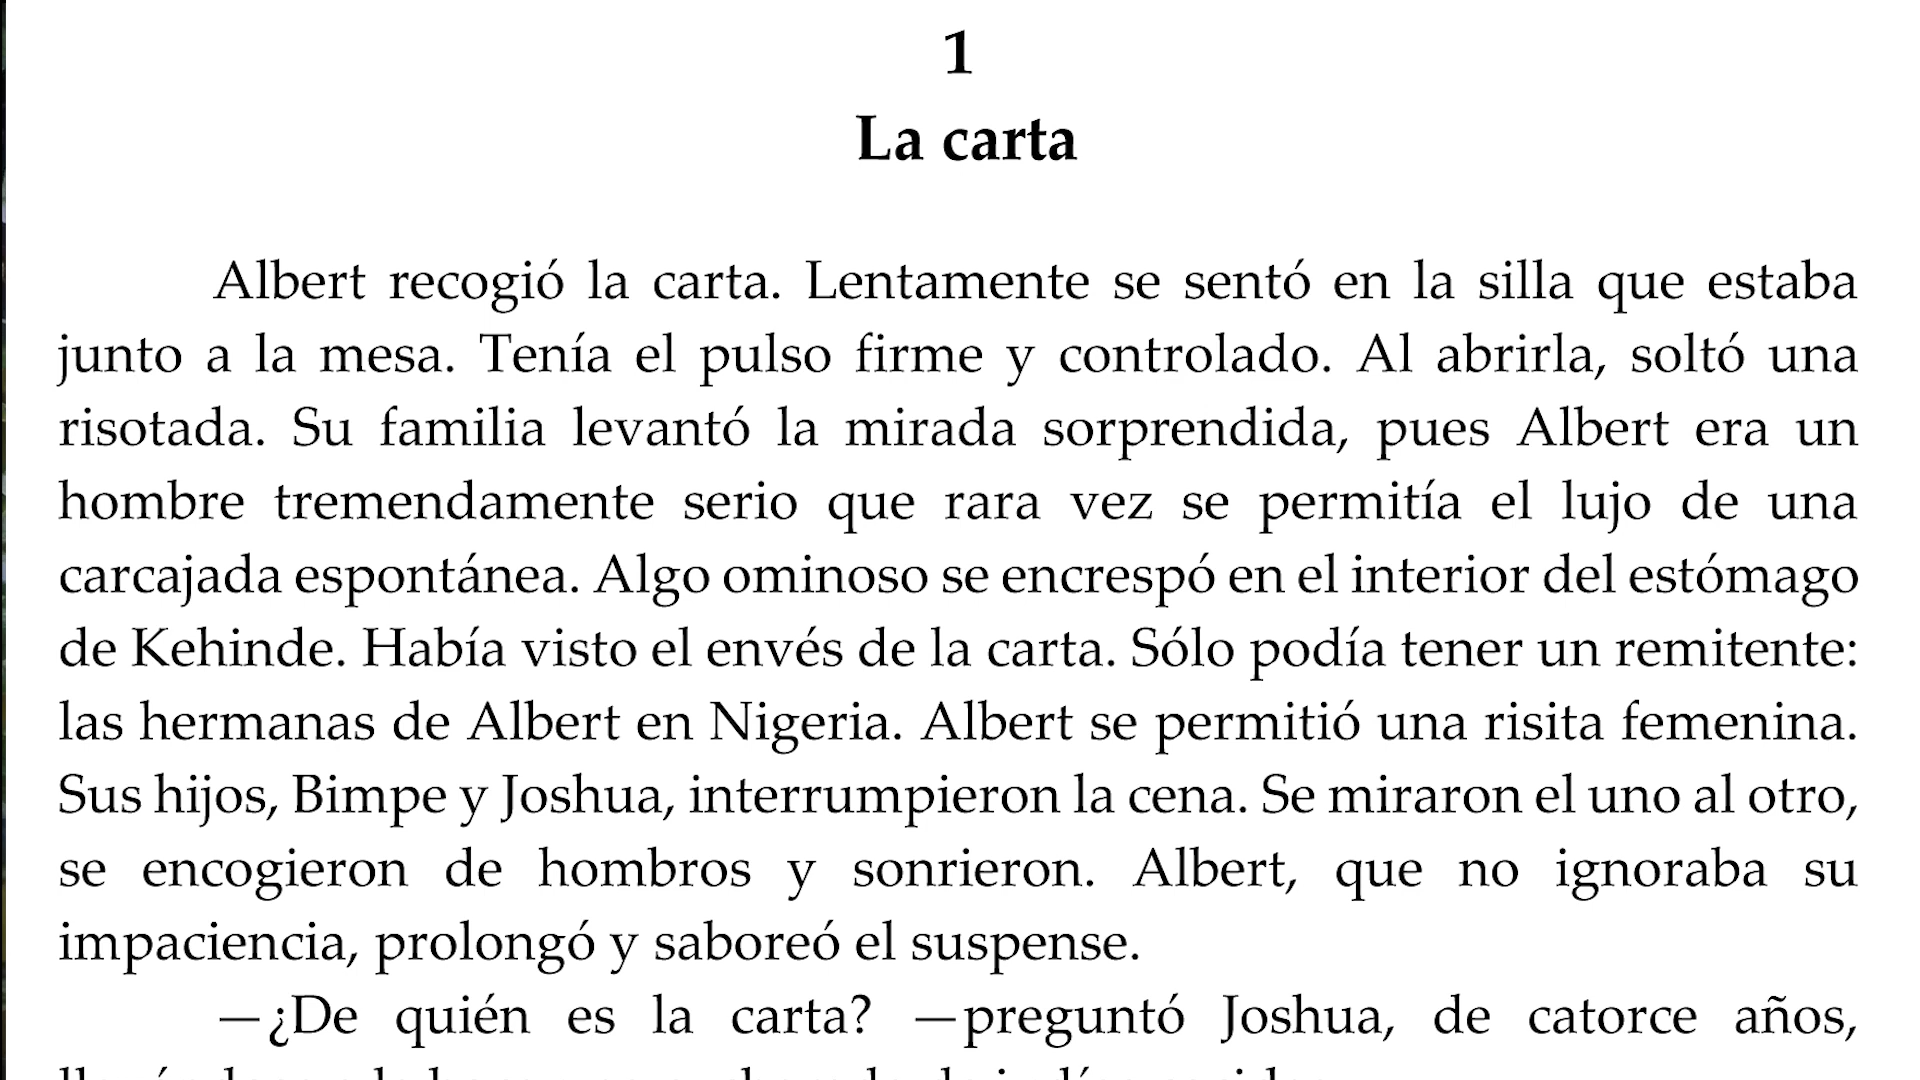 1
La carta
Albert recogió la carta. Lentamente se sentó en la silla que estaba
junto a la mesa. Tenía el pulso firme y controlado. Al abrirla, soltó una
risotada. Su familia levantó la mirada sorprendida, pues Albert era un
hombre tremendamente serio que rara vez se permitía el lujo de una
carcajada espontánea. Algo ominoso se encrespó en el interior del estómago
de Kehinde. Había visto el envés de la carta. Sólo podía tener un remitente:
las hermanas de Albert en Nigeria. Albert se permitió una risita femenina.
Sus hijos, Bimpe y Joshua, interrumpieron la cena. Se miraron el uno al otro,
se encogieron de hombros y sonrieron. Albert, que no ignoraba su
impaciencia, prolongó y saboreó el suspense.
—¿De quién es la carta? —preguntó Joshua, de catorce años,